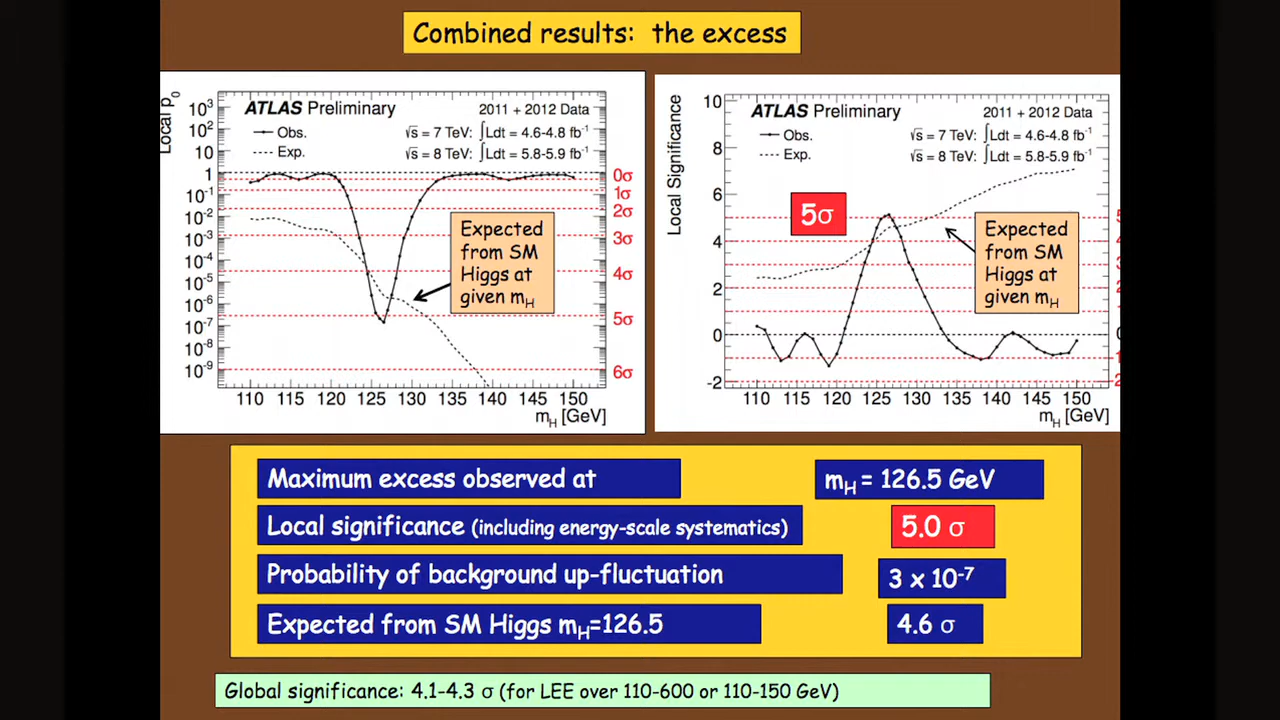 Combined results: the excess
Local p0
ATLAS Preliminary
2011 + 2012 Data
Obs.
√s = 7 TeV: ∫Ldt = 4.6-4.8 fb-1
Exp.
√s = 8 TeV: ∫Ldt = 5.8-5.9 fb-1
10^3
10^2
10
1
10^-1
10^-2
10^-3
10^-4
10^-5
10^-6
10^-7
10^-8
10^-9
0σ
1σ
2σ
3σ
4σ
5σ
6σ
Expected
from SM
Higgs at
given mH
110 115 120 125 130 135 140 145 150
mH [GeV]
Local Significance
ATLAS Preliminary
2011 + 2012 Data
Obs.
√s = 7 TeV: ∫Ldt = 4.6-4.8 fb-1
Exp.
√s = 8 TeV: ∫Ldt = 5.8-5.9 fb-1
10
8
6
4
2
0
-2
5σ
Expected
from SM
Higgs at
given mH
110 115 120 125 130 135 140 145 150
mH [GeV]
Maximum excess observed at
mH = 126.5 GeV
Local significance (including energy-scale systematics)
5.0 σ
Probability of background up-fluctuation
3 x 10^-7
Expected from SM Higgs mH=126.5
4.6 σ
Global significance: 4.1-4.3 σ (for LEE over 110-600 or 110-150 GeV)